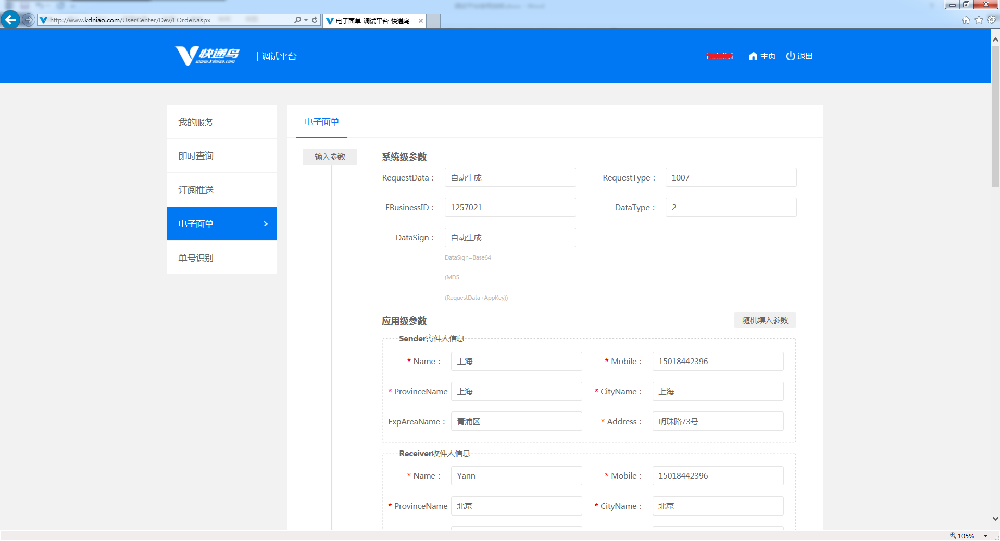 http://www.kdniao.com/UserCenter/Dev/EOrder.aspx
电子面单_调试平台_快递鸟
快递鸟
www.kdniao.com
调试平台
主页
退出
我的服务
即时查询
订阅推送
电子面单
单号识别
电子面单
输入参数
系统级参数
RequestData： 自动生成 RequestType： 1007
EBusinessID： 1257021 DataType： 2
DataSign： 自动生成
DataSign=Base64
(MD5
(RequestData+AppKey))
应用级参数 随机填入参数
Sender寄件人信息
* Name： 上海 * Mobile： 15018442396
* ProvinceName 上海 * CityName： 上海
ExpAreaName： 青浦区 * Address： 明珠路73号
Receiver收件人信息
* Name： Yann * Mobile： 15018442396
* ProvinceName 北京 * CityName： 北京
105%